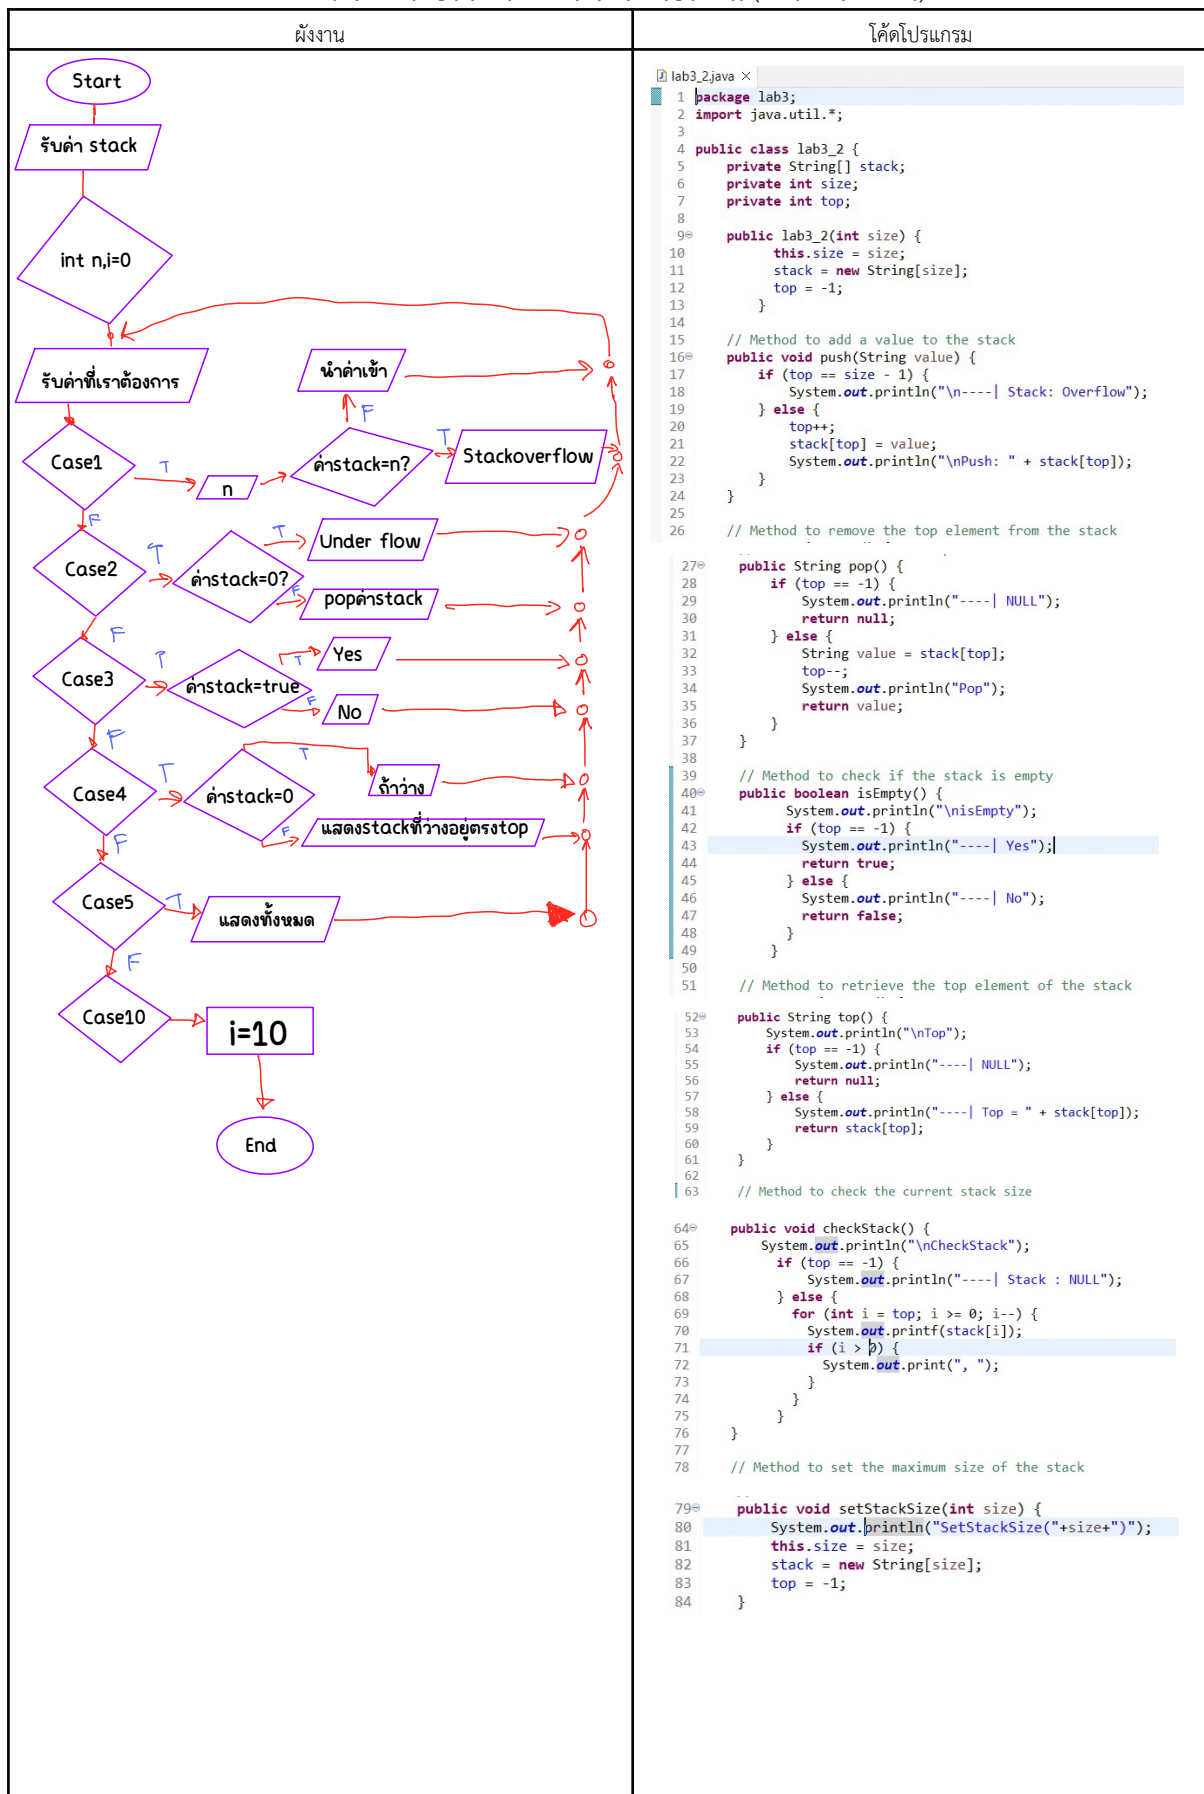 ผังงาน
โค้ดโปรแกรม
Start
รับค่า stack
int n,i=0
รับค่าที่เราต้องการ
นำค่าเข้า
F
Case1
T
n
ค่าstack=n?
T
Stackoverflow
F
Case2
T
ค่าstack=0?
T
Under flow
F
popค่าstack
F
Case3
T
ค่าstack=true
T
Yes
F
No
F
Case4
T
ค่าstack=0
T
ถ้าว่าง
F
แสดงstackที่ว่างอยู่ตรงtop
F
Case5
T
แสดงทั้งหมด
F
Case10
i=10
End
lab3_2.java ×
1 package lab3;
2 import java.util.*;
3
4 public class lab3_2 {
5 private String[] stack;
6 private int size;
7 private int top;
8
9 public lab3_2(int size) {
10 this.size = size;
11 stack = new String[size];
12 top = -1;
13 }
14
15 // Method to add a value to the stack
16 public void push(String value) {
17 if (top == size - 1) {
18 System.out.println("\n----| Stack: Overflow");
19 } else {
20 top++;
21 stack[top] = value;
22 System.out.println("\nPush: " + stack[top]);
23 }
24 }
25
26 // Method to remove the top element from the stack
27 public String pop() {
28 if (top == -1) {
29 System.out.println("----| NULL");
30 return null;
31 } else {
32 String value = stack[top];
33 top--;
34 System.out.println("Pop");
35 return value;
36 }
37 }
38
39 // Method to check if the stack is empty
40 public boolean isEmpty() {
41 System.out.println("\nisEmpty");
42 if (top == -1) {
43 System.out.println("----| Yes");
44 return true;
45 } else {
46 System.out.println("----| No");
47 return false;
48 }
49 }
50
51 // Method to retrieve the top element of the stack
52 public String top() {
53 System.out.println("\nTop");
54 if (top == -1) {
55 System.out.println("----| NULL");
56 return null;
57 } else {
58 System.out.println("----| Top = " + stack[top]);
59 return stack[top];
60 }
61 }
62
63 // Method to check the current stack size
64 public void checkStack() {
65 System.out.println("\nCheckStack");
66 if (top == -1) {
67 System.out.println("----| Stack : NULL");
68 } else {
69 for (int i = top; i >= 0; i--) {
70 System.out.printf(stack[i]);
71 if (i > 0) {
72 System.out.print(", ");
73 }
74 }
75 }
76 }
77
78 // Method to set the maximum size of the stack
79 public void setStackSize(int size) {
80 System.out.println("SetStackSize("+size+")");
81 this.size = size;
82 stack = new String[size];
83 top = -1;
84 }